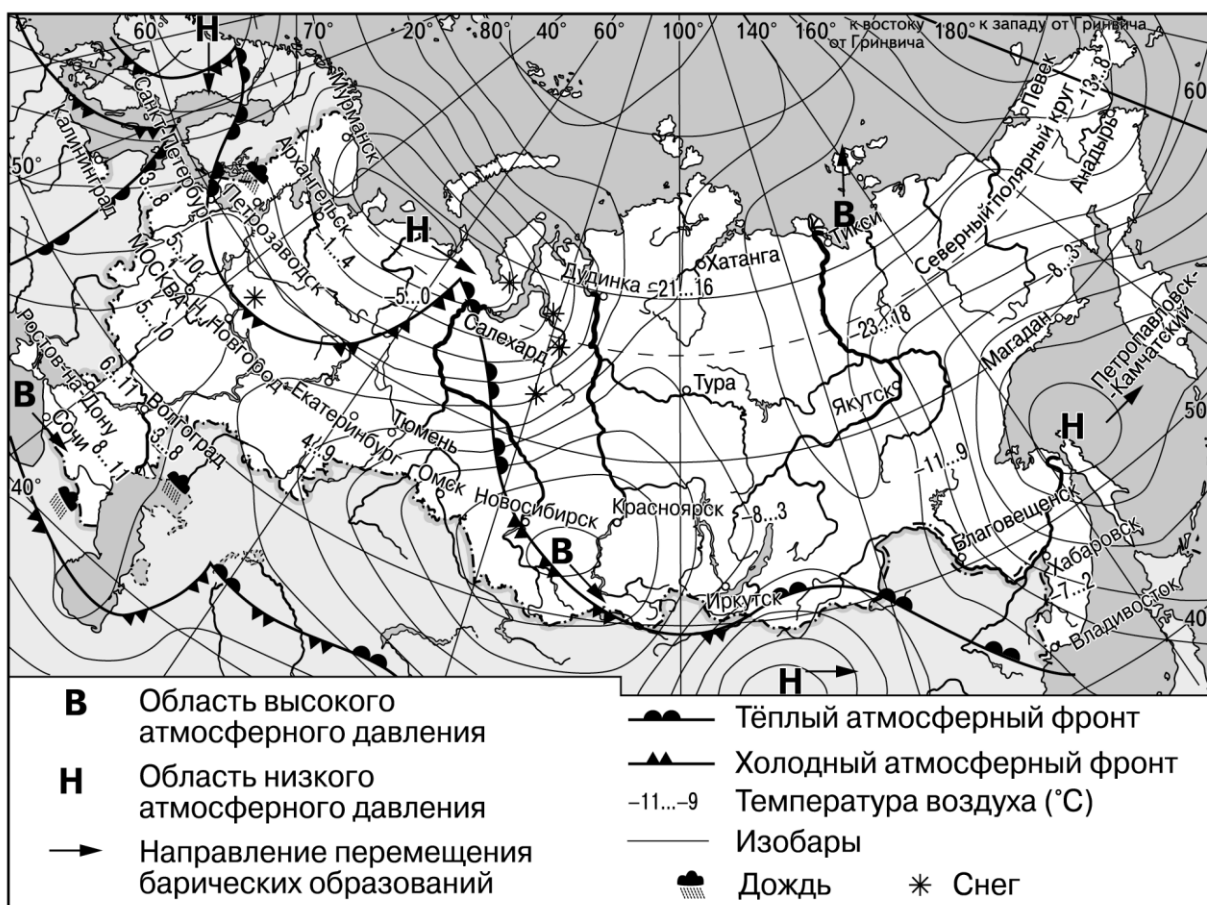 60°
Н
70°
80°
40°
60°
100°
140°
160°
к востоку
от Гринвича
180°
к западу от Гринвича
60°
50°
40°
50°
40°
Калининград
Санкт-Петербург
Мурманск
Архангельск
Петрозаводск
3...8
МОСКВА
5...10
5...10
Н. Новгород
-1...4
-5...0
Н
Салехард
Дудинка
-21...-16
Хатанга
Тура
В
Тикси
Северный полярный круг
Певек
-13...-8
Анадырь
-8...-3
-23...-18
Магадан
Якутск
Петропавловск-
-Камчатский
Н
-11...-9
Благовещенск
Хабаровск
-7...-2
Владивосток
В
Ростов-на-Дону
6...11
Сочи
8...11
Волгоград
3...8
Екатеринбург
4...9
Тюмень
Омск
Новосибирск
В
Красноярск
-8...-3
Иркутск
Н
В Область высокого
атмосферного давления
Н Область низкого
атмосферного давления
Направление перемещения
барических образований
Тёплый атмосферный фронт
Холодный атмосферный фронт
–11...–9 Температура воздуха (°С)
Изобары
Дождь
Снег